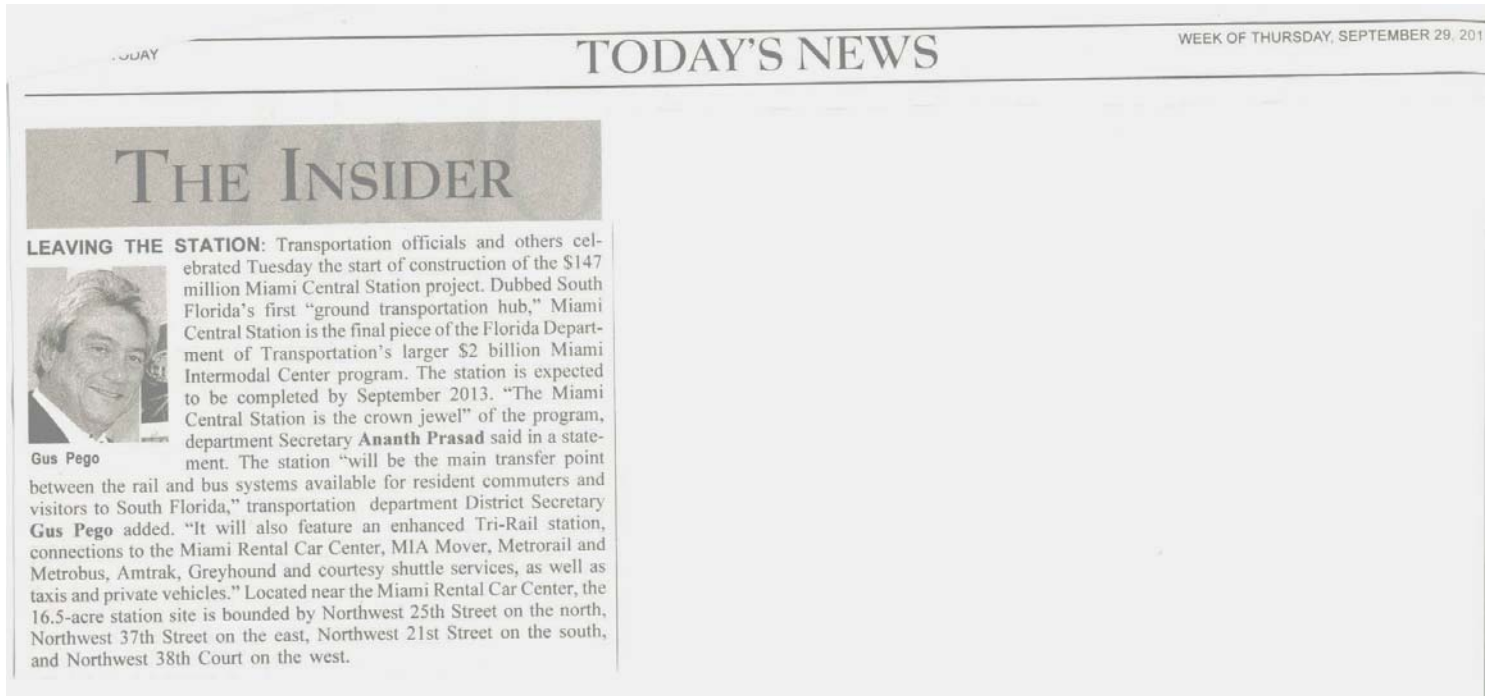 TODAY'S NEWS
WEEK OF THURSDAY, SEPTEMBER 29, 201
THE INSIDER
LEAVING THE STATION: Transportation officials and others cel-
ebrated Tuesday the start of construction of the $147
million Miami Central Station project. Dubbed South
Florida's first “ground transportation hub,” Miami
Central Station is the final piece of the Florida Depart-
ment of Transportation's larger $2 billion Miami
Intermodal Center program. The station is expected
to be completed by September 2013. “The Miami
Central Station is the crown jewel” of the program,
department Secretary Ananth Prasad said in a state-
ment. The station “will be the main transfer point
Gus Pego
between the rail and bus systems available for resident commuters and
visitors to South Florida,” transportation department District Secretary
Gus Pego added. “It will also feature an enhanced Tri-Rail station,
connections to the Miami Rental Car Center, MIA Mover, Metrorail and
Metrobus, Amtrak, Greyhound and courtesy shuttle services, as well as
taxis and private vehicles.” Located near the Miami Rental Car Center, the
16.5-acre station site is bounded by Northwest 25th Street on the north,
Northwest 37th Street on the east, Northwest 21st Street on the south,
and Northwest 38th Court on the west.